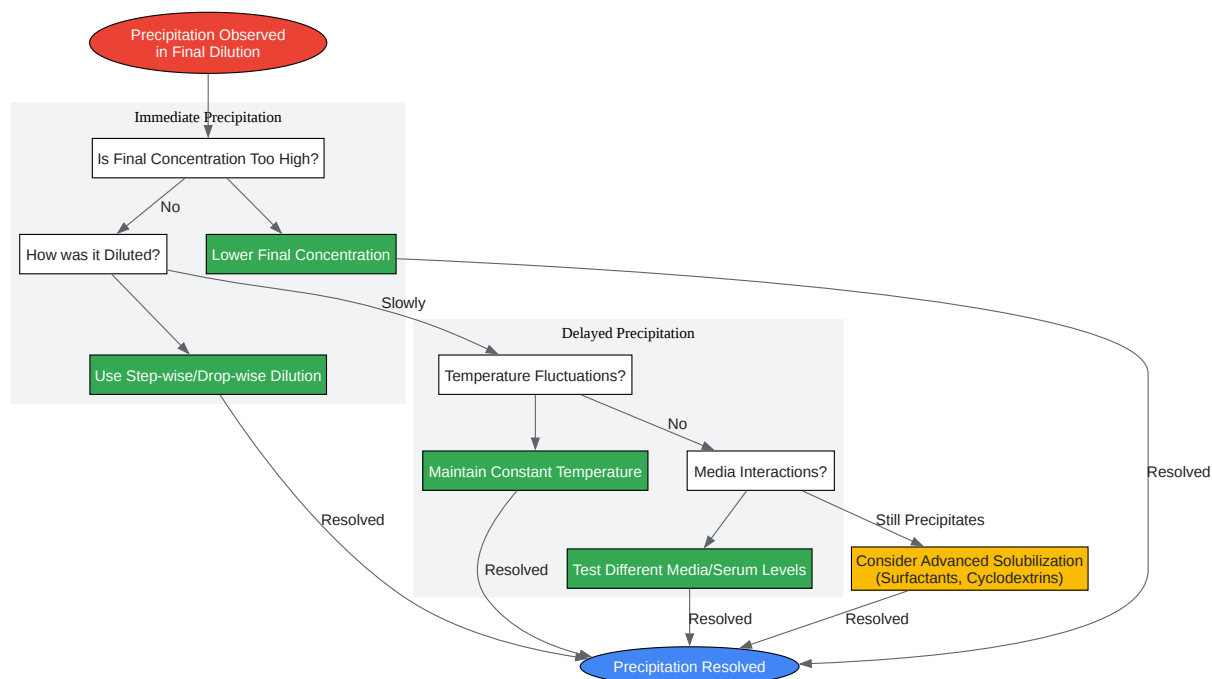 Precipitation Observed
in Final Dilution
Immediate Precipitation
Is Final Concentration Too High?
No
How was it Diluted?
Lower Final Concentration
Slowly
Delayed Precipitation
Use Step-wise/Drop-wise Dilution
Temperature Fluctuations?
No
Maintain Constant Temperature
Media Interactions?
Resolved
Resolved
Still Precipitates
Resolved
Test Different Media/Serum Levels
Consider Advanced Solubilization
(Surfactants, Cyclodextrins)
Resolved
Resolved
Precipitation Resolved